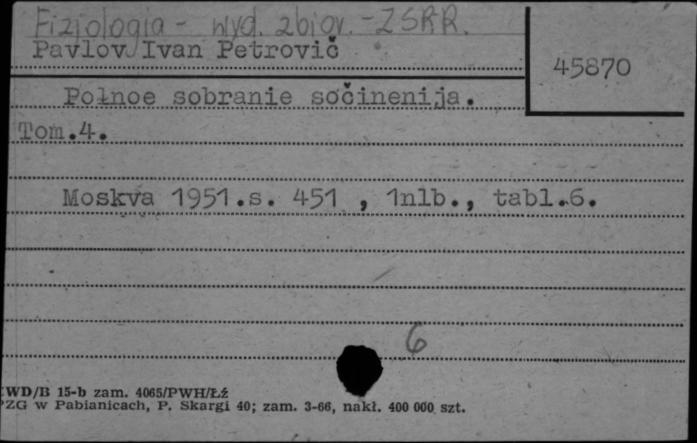 Fizjologia - wyd. zbior. - ZSRR.
Pavlov Ivan Petrovič
45870
Połnoe sobranie sočinenija.
Tom.4.
Moskva 1951.s. 451 , 1nlb., tabl.6.
6
WD/B 15-b zam. 4065/PWH/Łź
PZG w Pabianicach, P. Skargi 40; zam. 3-66, nakł. 400 000 szt.